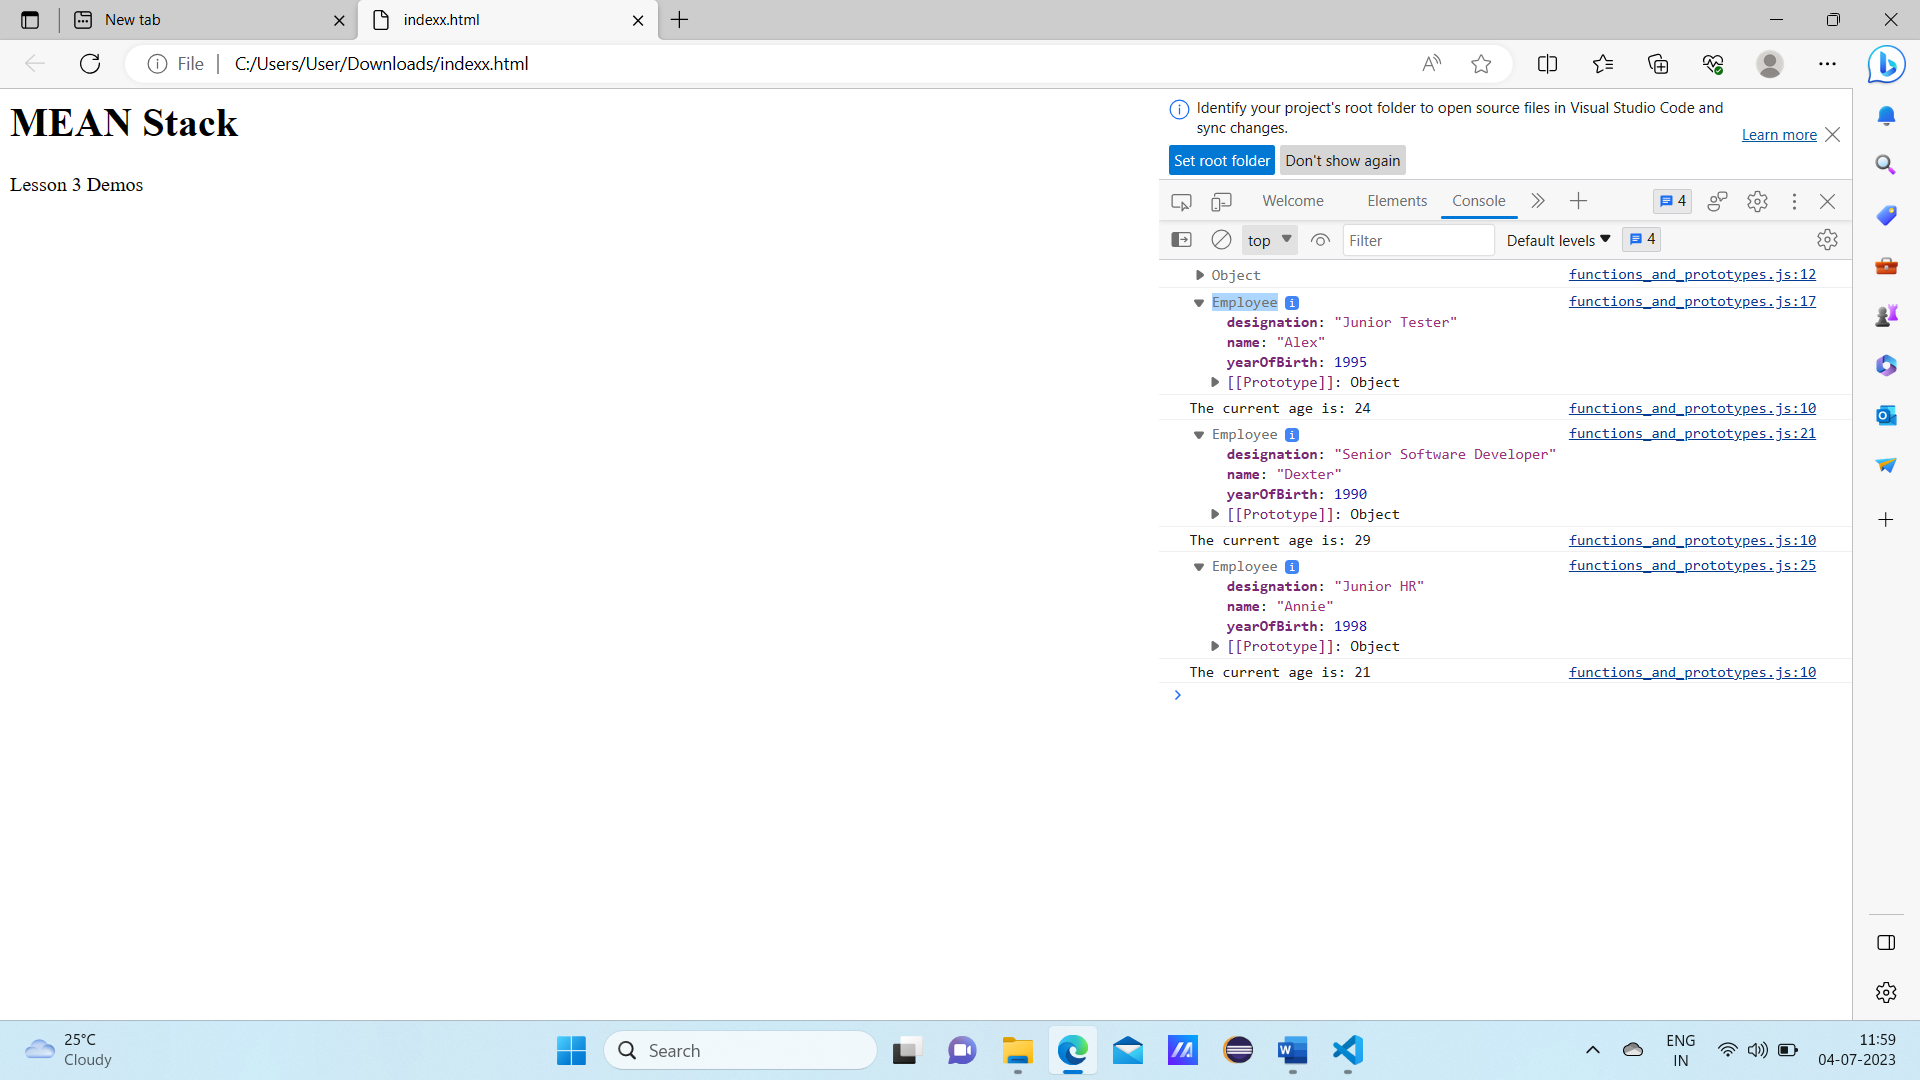 New tab
indexx.html
File
C:/Users/User/Downloads/indexx.html
MEAN Stack
Lesson 3 Demos
Identify your project's root folder to open source files in Visual Studio Code and
sync changes.
Learn more
Set root folder
Don't show again
Welcome
Elements
Console
4
top
Filter
Default levels
4
Object functions_and_prototypes.js:12
Employee functions_and_prototypes.js:17
designation: "Junior Tester"
name: "Alex"
yearOfBirth: 1995
[[Prototype]]: Object
The current age is: 24 functions_and_prototypes.js:10
Employee functions_and_prototypes.js:21
designation: "Senior Software Developer"
name: "Dexter"
yearOfBirth: 1990
[[Prototype]]: Object
The current age is: 29 functions_and_prototypes.js:10
Employee functions_and_prototypes.js:25
designation: "Junior HR"
name: "Annie"
yearOfBirth: 1998
[[Prototype]]: Object
The current age is: 21 functions_and_prototypes.js:10
25°C
Cloudy
Search
ENG
IN
11:59
04-07-2023